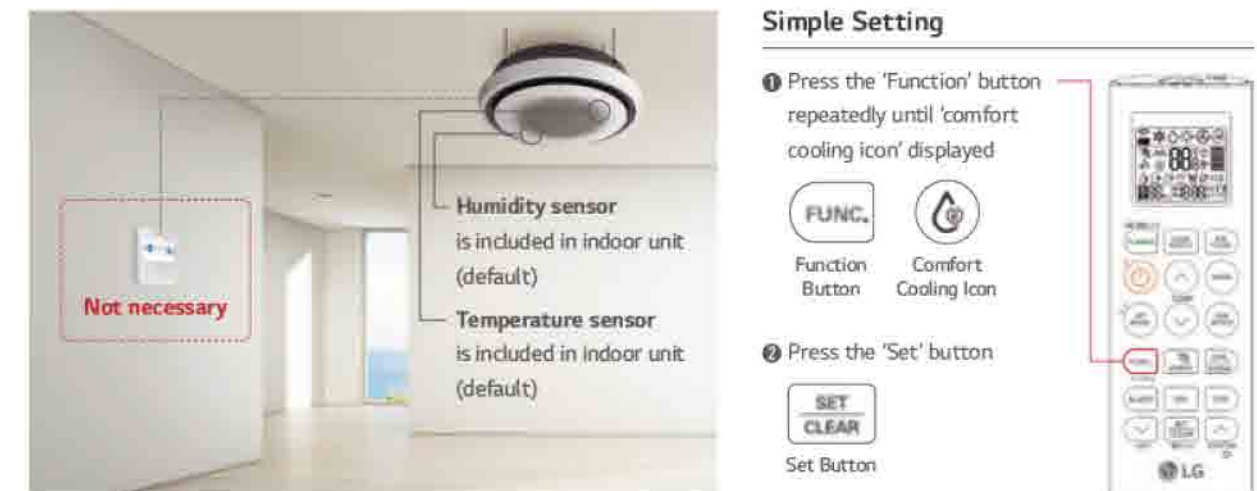 Humidity sensor
is included in indoor unit
(default)
Temperature sensor
is included in indoor unit
(default)
Not necessary
Simple Setting
❶ Press the 'Function' button
repeatedly until 'comfort
cooling icon' displayed
FUNC.
Function
Button
Comfort
Cooling Icon
❷ Press the 'Set' button
SET
CLEAR
Set Button
LG